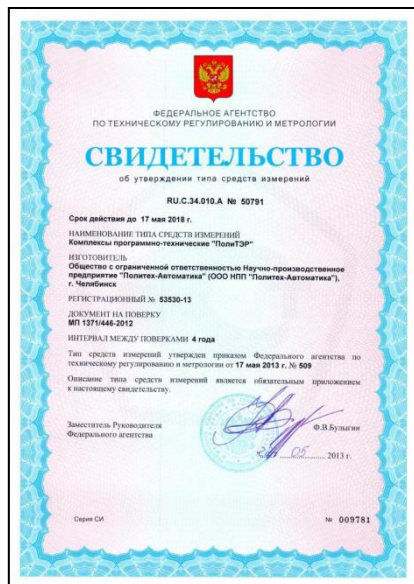 ФЕДЕРАЛЬНОЕ АГЕНТСТВО
ПО ТЕХНИЧЕСКОМУ РЕГУЛИРОВАНИЮ И МЕТРОЛОГИИ
СВИДЕТЕЛЬСТВО
об утверждении типа средств измерений
RU.C.34.010.A № 50791
Срок действия до 17 мая 2018 г.
НАИМЕНОВАНИЕ ТИПА СРЕДСТВ ИЗМЕРЕНИЙ
Комплексы программно-технические "ПолиТЭР"
ИЗГОТОВИТЕЛЬ
Общество с ограниченной ответственностью Научно-производственное
предприятие "Политех-Автоматика" (ООО НПП "Политех-Автоматика"),
г. Челябинск
РЕГИСТРАЦИОННЫЙ № 53530-13
ДОКУМЕНТ НА ПОВЕРКУ
МП 1371/446-2012
ИНТЕРВАЛ МЕЖДУ ПОВЕРКАМИ 4 года
Тип средств измерений утвержден приказом Федерального агентства по
техническому регулированию и метрологии от 17 мая 2013 г. № 509
Описание типа средств измерений является обязательным приложением
к настоящему свидетельству.
Заместитель Руководителя
Федерального агентства
Ф.В.Булыгин
05 2013 г.
Серия СИ
№ 009781